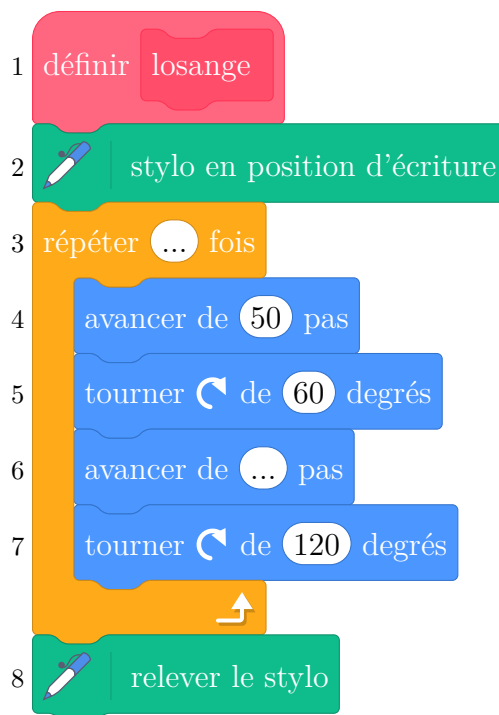 1 définir losange
2 stylo en position d'écriture
3 répéter ... fois
4 avancer de 50 pas
5 tourner de 60 degrés
6 avancer de ... pas
7 tourner de 120 degrés
8 relever le stylo